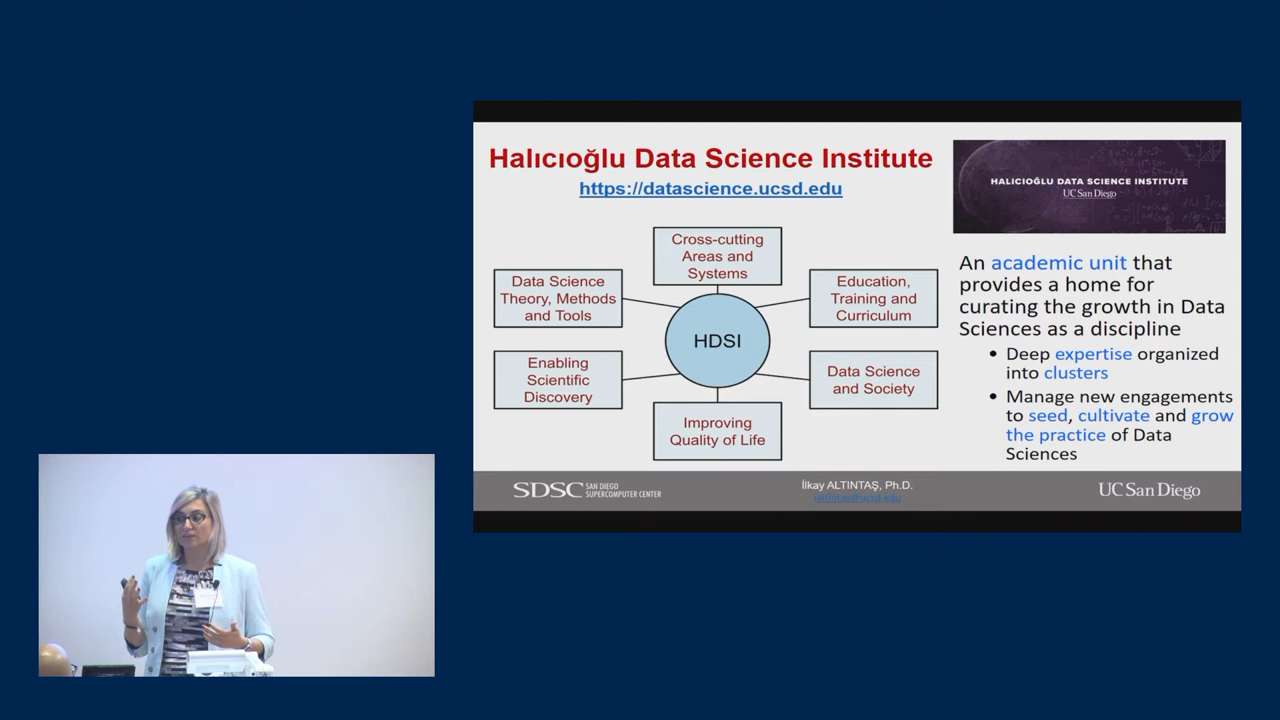 Halıcıoğlu Data Science Institute
https://datascience.ucsd.edu
HALICIOĞLU DATA SCIENCE INSTITUTE
UC San Diego
Cross-cutting
Areas and
Systems
Data Science
Theory, Methods
and Tools
Education,
Training and
Curriculum
HDSI
Enabling
Scientific
Discovery
Data Science
and Society
Improving
Quality of Life
An academic unit that
provides a home for
curating the growth in Data
Sciences as a discipline
• Deep expertise organized
into clusters
• Manage new engagements
to seed, cultivate and grow
the practice of Data
Sciences
SDSC SAN DIEGO
SUPERCOMPUTER CENTER
İlkay ALTINTAŞ, Ph.D.
ialtintas@ucsd.edu
UC San Diego